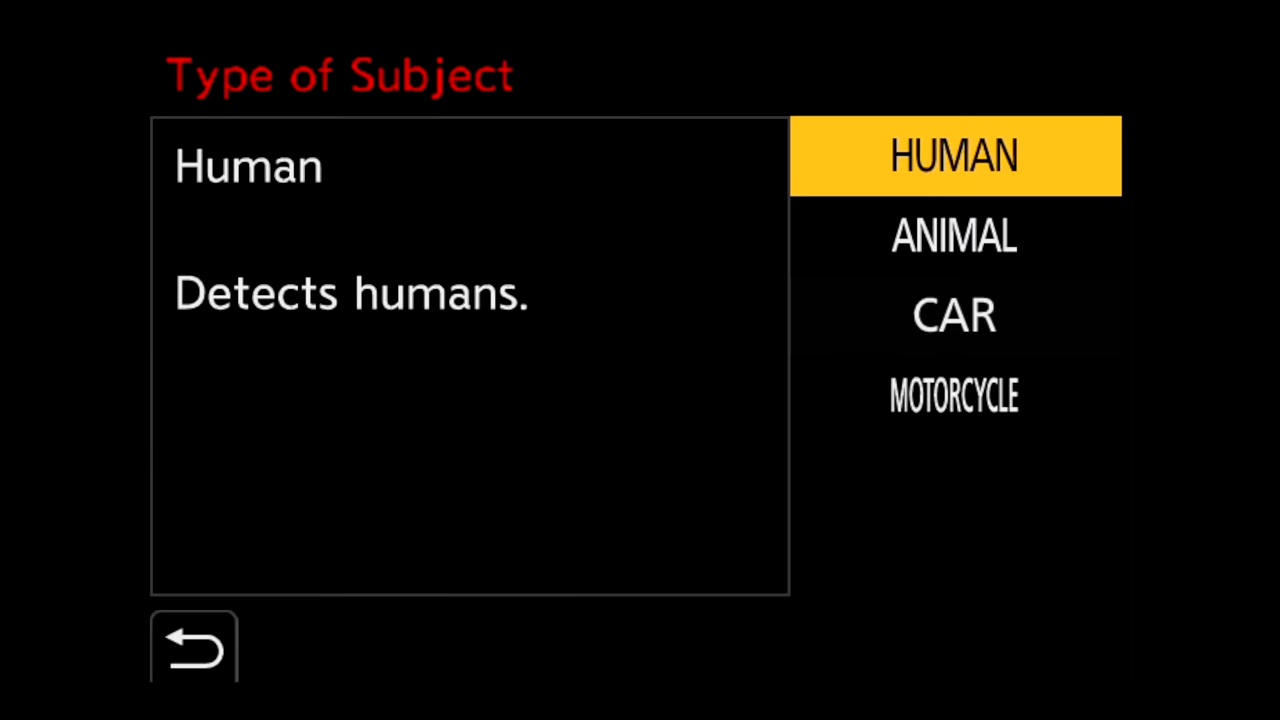 Type of Subject
Human
Detects humans.
HUMAN
ANIMAL
CAR
MOTORCYCLE